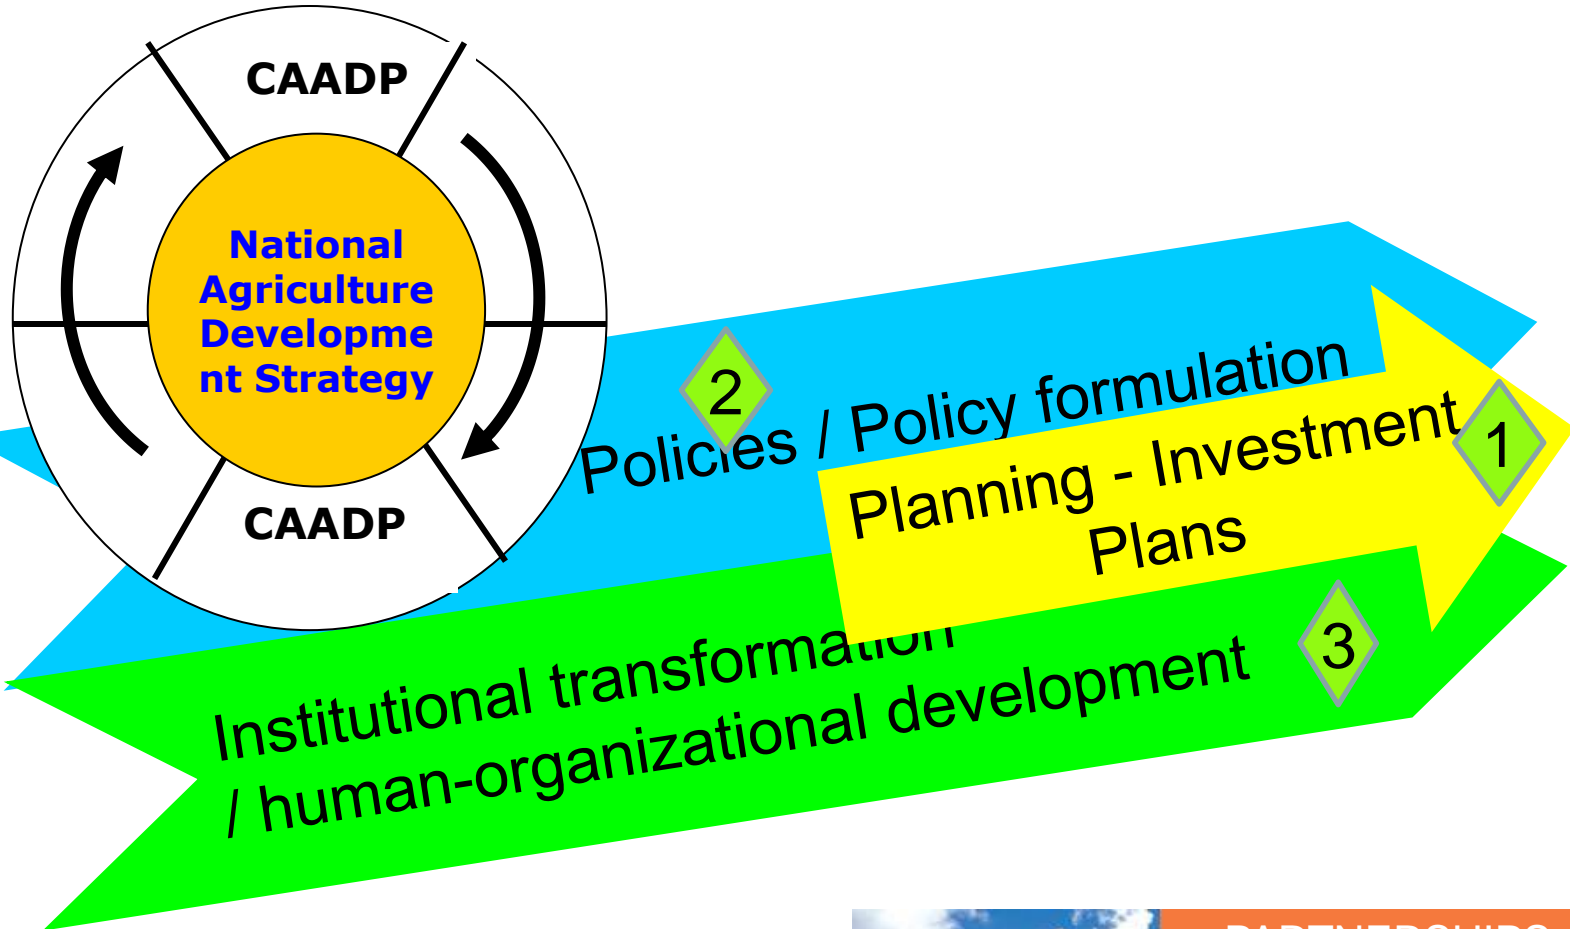 CAADP
National
Agriculture
Developme
nt Strategy
CAADP
2
Policies / Policy formulation
1
Planning - Investment
Plans
3
Institutional transformation
/ human-organizational development
PARTNERSHIPS